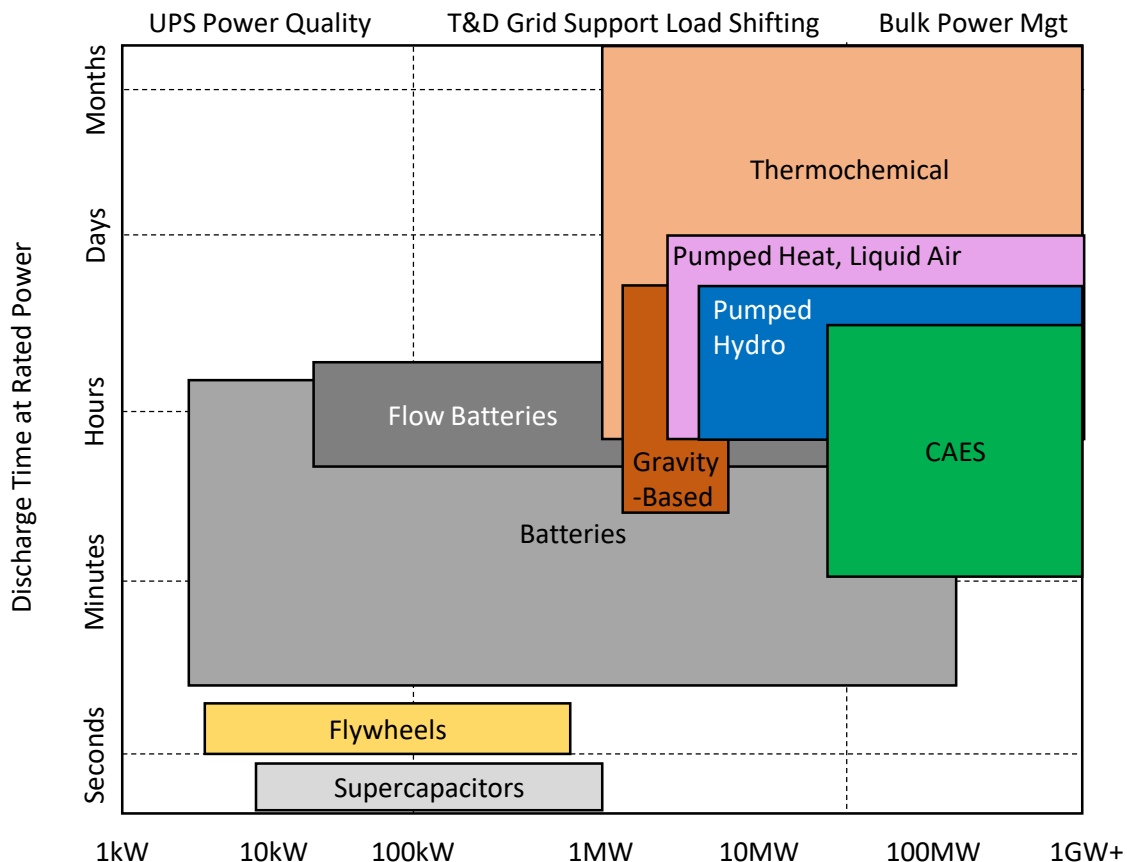 UPS Power Quality
T&D Grid Support Load Shifting
Bulk Power Mgt
Discharge Time at Rated Power
Months
Days
Hours
Minutes
Seconds
Thermochemical
Pumped Heat, Liquid Air
Pumped
Hydro
Flow Batteries
CAES
Gravity
-Based
Batteries
Flywheels
Supercapacitors
1kW
10kW
100kW
1MW
10MW
100MW
1GW+